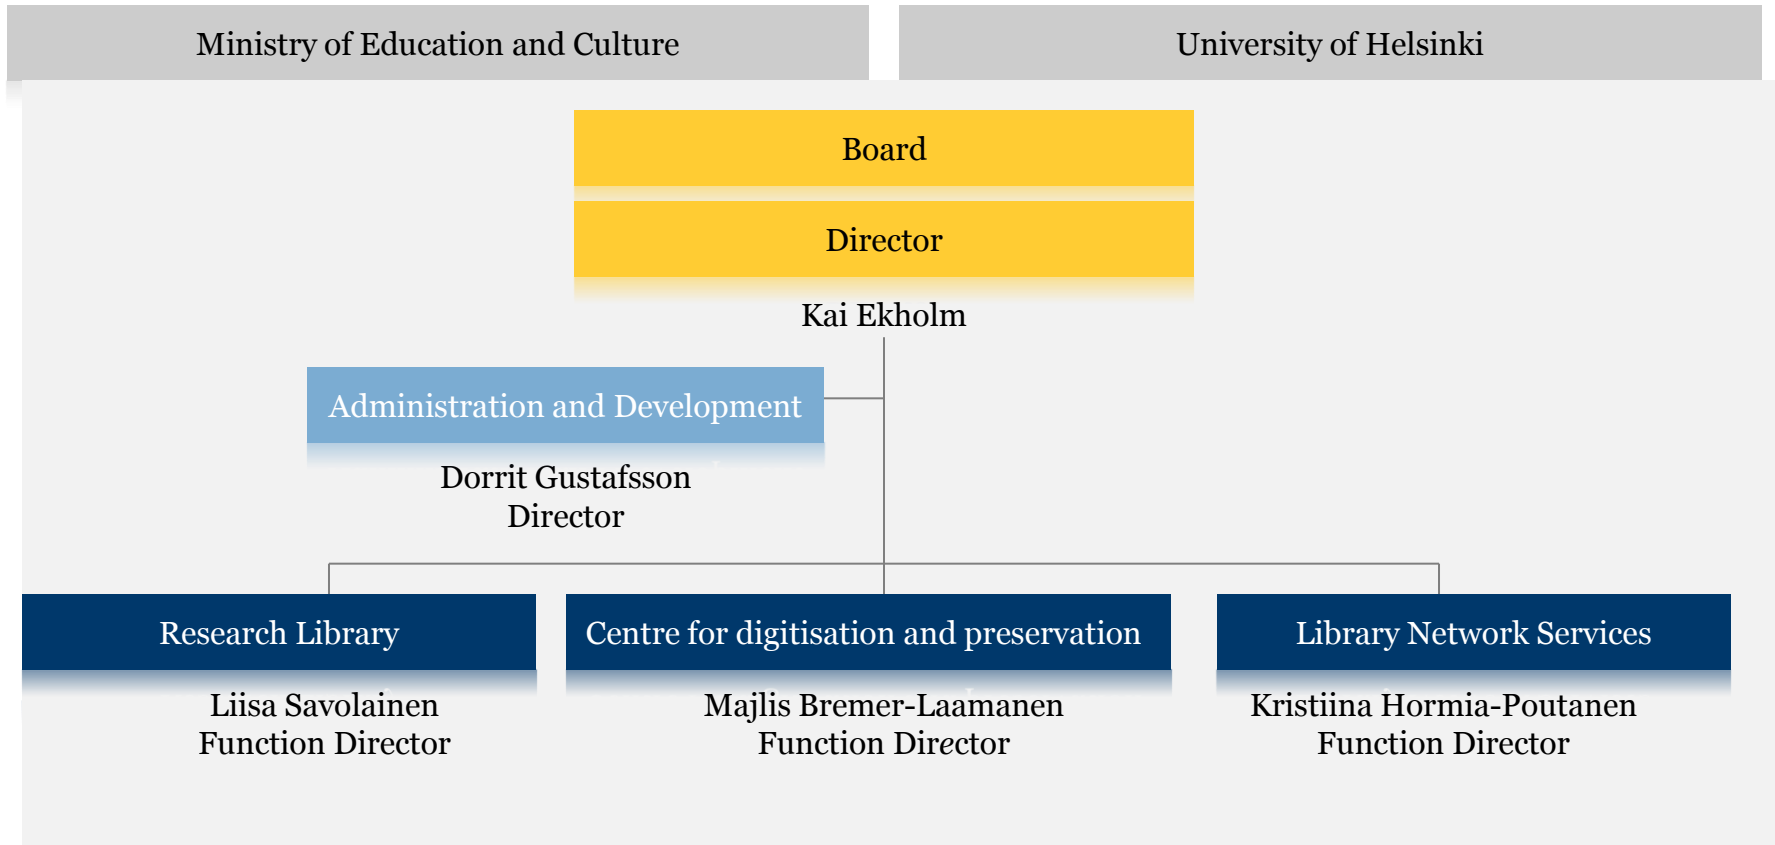 Ministry of Education and Culture
University of Helsinki
Board
Director
Kai Ekholm
Administration and Development
Dorrit Gustafsson
Director
Research Library
Liisa Savolainen
Function Director
Centre for digitisation and preservation
Majlis Bremer-Laamanen
Function Director
Library Network Services
Kristiina Hormia-Poutanen
Function Director